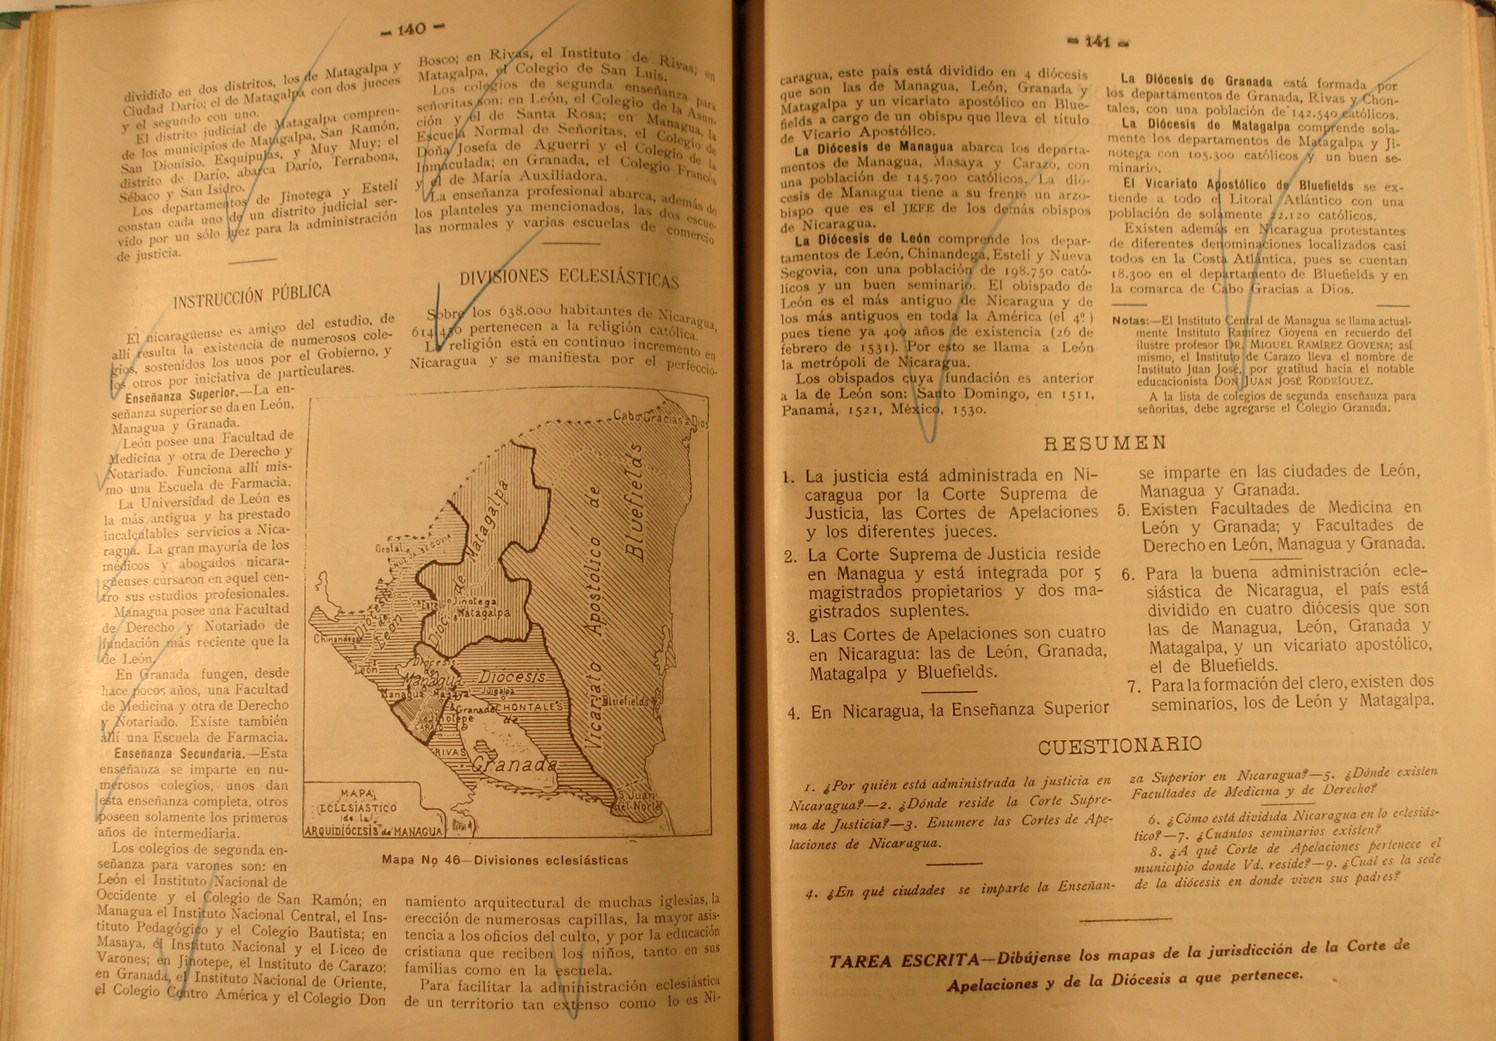 — 140 —
dividido en dos distritos, los de Matagalpa y
Ciudad Darío; el de Matagalpa con dos jueces
y el segundo con uno.
El distrito judicial de Matagalpa compren-
de los municipios de Matagalpa, San Ramón,
San Dionisio, Esquipulas, y Muy Muy; el
distrito de Darío, abarca Darío, Terrabona,
Sébaco y San Isidro.
Los departamentos de Jinotega y Estelí
constan cada uno de un distrito judicial ser-
vido por un sólo juez para la administración
de justicia.
INSTRUCCIÓN PÚBLICA
El nicaragüense es amigo del estudio, de
allí resulta la existencia de numerosos cole-
gios, sostenidos los unos por el Gobierno, y
los otros por iniciativa de particulares.
Enseñanza Superior.—La en-
señanza superior se da en León,
Managua y Granada.
León posee una Facultad de
Medicina y otra de Derecho y
Notariado. Funciona allí mis-
mo una Escuela de Farmacia.
La Universidad de León es
la más antigua y ha prestado
incalculables servicios a Nica-
ragua. La gran mayoría de los
médicos y abogados nicara-
güenses cursaron en aquel cen-
tro sus estudios profesionales.
Managua posee una Facultad
de Derecho y Notariado de
fundación más reciente que la
de León.
En Granada fungen, desde
hace pocos años, una Facultad
de Medicina y otra de Derecho
y Notariado. Existe también
allí una Escuela de Farmacia.
Enseñanza Secundaria.—Esta
enseñanza se imparte en nu-
merosos colegios, unos dan
esta enseñanza completa, otros
poseen solamente los primeros
años de intermediaria.
Los colegios de segunda en-
señanza para varones son: en
León el Instituto Nacional de
Occidente y el Colegio de San Ramón; en
Managua el Instituto Nacional Central, el Ins-
tituto Pedagógico y el Colegio Bautista; en
Masaya, el Instituto Nacional y el Liceo de
Varones; en Jinotepe, el Instituto de Carazo;
en Granada, el Instituto Nacional de Oriente,
el Colegio Centro América y el Colegio Don
Bosco; en Rivas, el Instituto de Rivas; en
Matagalpa, el Colegio de San Luis.
Los colegios de segunda enseñanza para
señoritas son: en León, el Colegio de la Asun-
ción y el de Santa Rosa; en Managua, la
Escuela Normal de Señoritas, el Colegio de
Doña Josefa de Aguerri y el Colegio de la
Inmaculada; en Granada, el Colegio Francés
y el de María Auxiliadora.
La enseñanza profesional abarca, además de
los planteles ya mencionados, las dos escue-
las normales y varias escuelas de comercio
DIVISIONES ECLESIÁSTICAS
Sobre los 638.000 habitantes de Nicaragua,
614.430 pertenecen a la religión católica.
La religión está en continuo incremento en
Nicaragua y se manifiesta por el perfeccio-
Cabo Gracias a Dios
Ocotal
NUEVA SEGOVIA
Dióc. de Matagalpa
Estelí
Jinotega
Matagalpa
Dióc. de León
Chinandega
León
Diócesis
de
Managua
Managua
Masaya
Jinotepe
CARAZO
RIVAS
Diócesis
Juigalpa
Granada
CHONTALES
de
Granada
Vicariato Apostólico de
Bluefields
Bluefields
S. Juan
del Norte
MAPA
ECLESIÁSTICO
de la
ARQUIDIÓCESIS de MANAGUA
Mapa No 46—Divisiones eclesiásticas
namiento arquitectural de muchas iglesias, la
erección de numerosas capillas, la mayor asis-
tencia a los oficios del culto, y por la educación
cristiana que reciben los niños, tanto en sus
familias como en la escuela.
Para facilitar la administración eclesiástica
de un territorio tan extenso como lo es Ni-
— 141 —
caragua, este país está dividido en 4 diócesis
que son las de Managua, León, Granada y
Matagalpa y un vicariato apostólico en Blue-
fields a cargo de un obispo que lleva el título
de Vicario Apostólico.
La Diócesis de Managua abarca los departa-
mentos de Managua, Masaya y Carazo, con
una población de 145.700 católicos. La dió-
cesis de Managua tiene a su frente un arzo-
bispo que es el JEFE de los demás obispos
de Nicaragua.
La Diócesis de León comprende los depar-
tamentos de León, Chinandega, Estelí y Nueva
Segovia, con una población de 198.750 cató-
licos y un buen seminario. El obispado de
León es el más antiguo de Nicaragua y de
los más antiguos en toda la América (el 4º)
pues tiene ya 400 años de existencia (26 de
febrero de 1531). Por esto se llama a León
la metrópoli de Nicaragua.
Los obispados cuya fundación es anterior
a la de León son: Santo Domingo, en 1511,
Panamá, 1521, México, 1530.
La Diócesis de Granada está formada por
los departamentos de Granada, Rivas y Chon-
tales, con una población de 142.540 católicos.
La Diócesis de Matagalpa comprende sola-
mente los departamentos de Matagalpa y Ji-
notega con 105.300 católicos y un buen se-
minario.
El Vicariato Apostólico de Bluefields se ex-
tiende a todo el Litoral Atlántico con una
población de solamente 22.120 católicos.
Existen además en Nicaragua protestantes
de diferentes denominaciones localizados casi
todos en la Costa Atlántica, pues se cuentan
18.300 en el departamento de Bluefields y en
la comarca de Cabo Gracias a Dios.
Notas:—El Instituto Central de Managua se llama actual-
mente Instituto Ramírez Goyena en recuerdo del
ilustre profesor DR. MIGUEL RAMÍREZ GOYENA; así
mismo, el Instituto de Carazo lleva el nombre de
Instituto Juan José, por gratitud hacia el notable
educacionista DON JUAN JOSÉ RODRÍGUEZ.
A la lista de colegios de segunda enseñanza para
señoritas, debe agregarse el Colegio Granada.
RESUMEN
1. La justicia está administrada en Ni-
caragua por la Corte Suprema de
Justicia, las Cortes de Apelaciones
y los diferentes jueces.
2. La Corte Suprema de Justicia reside
en Managua y está integrada por 5
magistrados propietarios y dos ma-
gistrados suplentes.
3. Las Cortes de Apelaciones son cuatro
en Nicaragua: las de León, Granada,
Matagalpa y Bluefields.
4. En Nicaragua, la Enseñanza Superior
se imparte en las ciudades de León,
Managua y Granada.
5. Existen Facultades de Medicina en
León y Granada; y Facultades de
Derecho en León, Managua y Granada.
6. Para la buena administración ecle-
siástica de Nicaragua, el país está
dividido en cuatro diócesis que son
las de Managua, León, Granada y
Matagalpa, y un vicariato apostólico,
el de Bluefields.
7. Para la formación del clero, existen dos
seminarios, los de León y Matagalpa.
CUESTIONARIO
1. ¿Por quién está administrada la justicia en
Nicaragua?—2. ¿Dónde reside la Corte Supre-
ma de Justicia?—3. Enumere las Cortes de Ape-
laciones de Nicaragua.
4. ¿En qué ciudades se imparte la Enseñan-
za Superior en Nicaragua?—5. ¿Dónde existen
Facultades de Medicina y de Derecho?
6. ¿Cómo está dividida Nicaragua en lo eclesiás-
tico?—7. ¿Cuántos seminarios existen?
8. ¿A qué Corte de Apelaciones pertenece el
municipio donde Vd. reside?—9. ¿Cuál es la sede
de la diócesis en donde viven sus padres?
TAREA ESCRITA—Dibújense los mapas de la jurisdicción de la Corte de
Apelaciones y de la Diócesis a que pertenece.